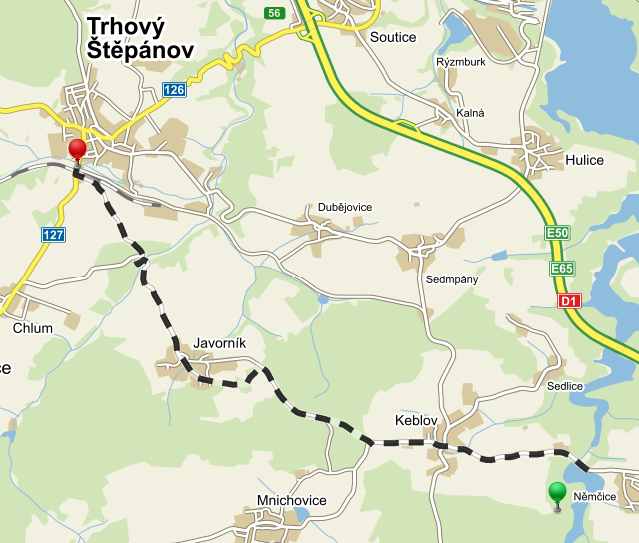 56
Trhový
Štěpánov
Soutice
Rýzmburk
126
Kalná
Hulice
Dubějovice
127
E50
E65
Sedmpány
D1
Chlum
Javorník
ce
Sedlice
Keblov
Němčice
Mnichovice